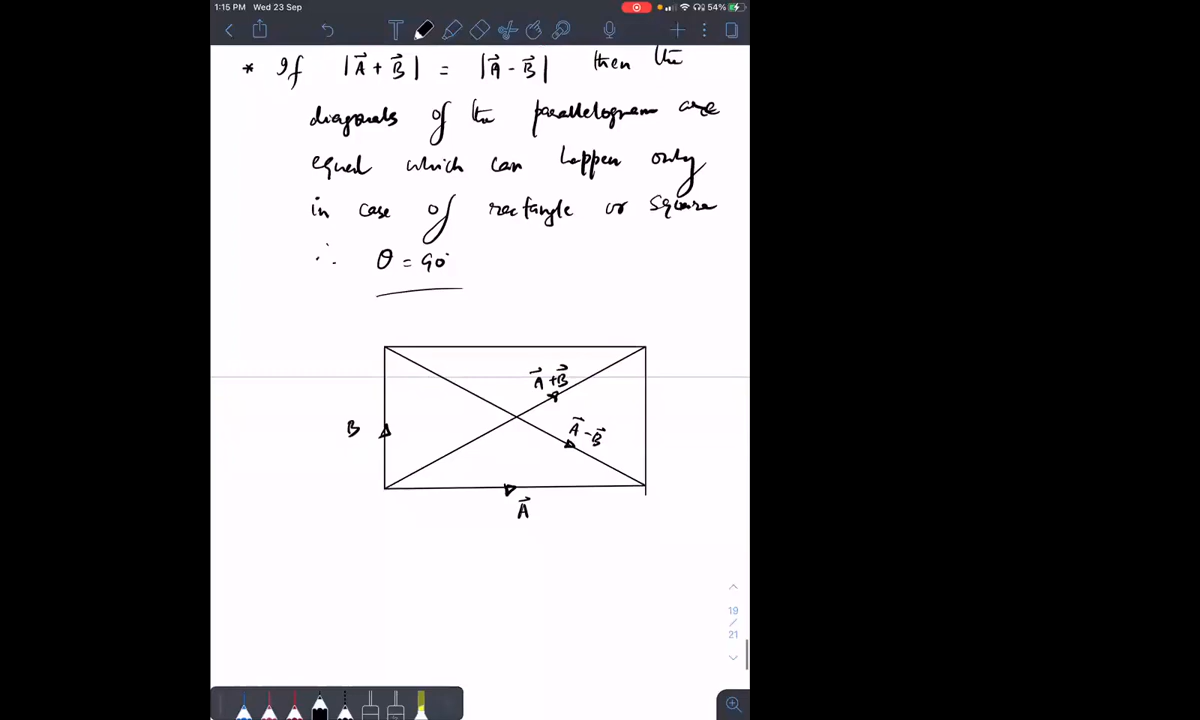 1:15 PM Wed 23 Sep 54%
* If |A⃗ + B⃗| = |A⃗ - B⃗| then the
diagonals of the parallelogram are
equal which can happen only
in case of rectangle or square
∴ θ = 90°
A⃗ + B⃗
B
A⃗ - B⃗
A⃗
19
/
21